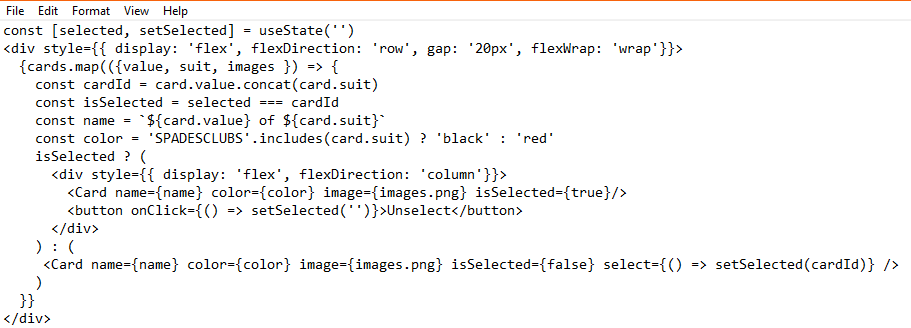 File Edit Format View Help
const [selected, setSelected] = useState('')
<div style={{ display: 'flex', flexDirection: 'row', gap: '20px', flexWrap: 'wrap'}}>
  {cards.map(({value, suit, images }) => {
    const cardId = card.value.concat(card.suit)
    const isSelected = selected === cardId
    const name = `${card.value} of ${card.suit}`
    const color = 'SPADESCLUBS'.includes(card.suit) ? 'black' : 'red'
    isSelected ? (
      <div style={{ display: 'flex', flexDirection: 'column'}}>
        <Card name={name} color={color} image={images.png} isSelected={true}/>
        <button onClick={() => setSelected('')}>Unselect</button>
      </div>
    ) : (
     <Card name={name} color={color} image={images.png} isSelected={false} select={() => setSelected(cardId)} />
    )
  }}
</div>